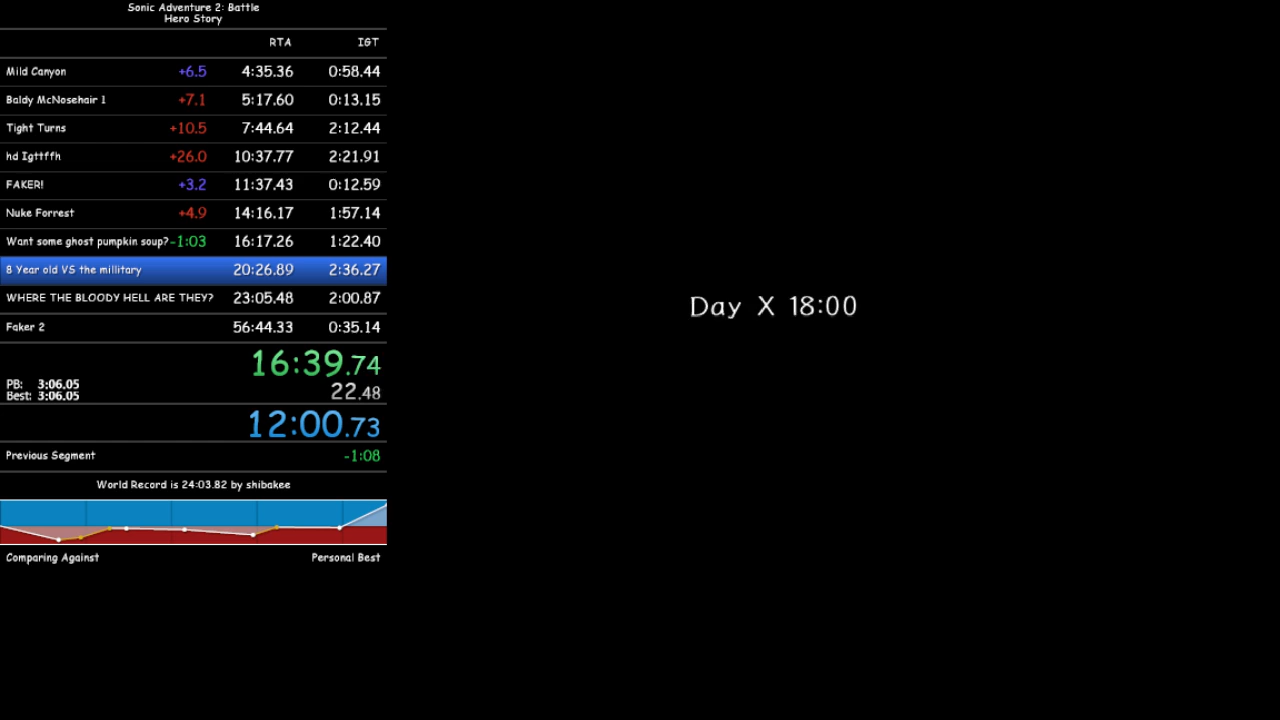 Sonic Adventure 2: Battle
Hero Story
RTA IGT
Mild Canyon +6.5 4:35.36 0:58.44
Baldy McNosehair 1 +7.1 5:17.60 0:13.15
Tight Turns +10.5 7:44.64 2:12.44
hd Igttffh +26.0 10:37.77 2:21.91
FAKER! +3.2 11:37.43 0:12.59
Nuke Forrest +4.9 14:16.17 1:57.14
Want some ghost pumpkin soup? -1:03 16:17.26 1:22.40
8 Year old VS the millitary 20:26.89 2:36.27
WHERE THE BLOODY HELL ARE THEY? 23:05.48 2:00.87
Faker 2 56:44.33 0:35.14
16:39.74
PB: 3:06.05
Best: 3:06.05
22.48
12:00.73
Previous Segment -1:08
World Record is 24:03.82 by shibakee
Comparing Against Personal Best
Day X 18:00